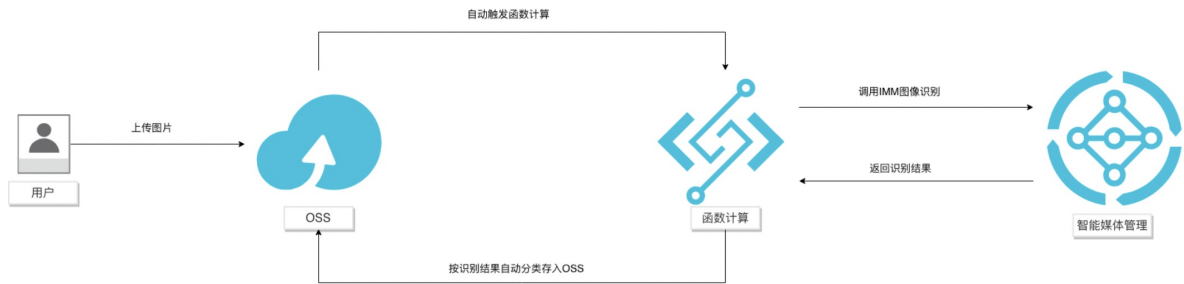 自动触发函数计算
调用IMM图像识别
上传图片
返回识别结果
用户
OSS
函数计算
智能媒体管理
按识别结果自动分类存入OSS